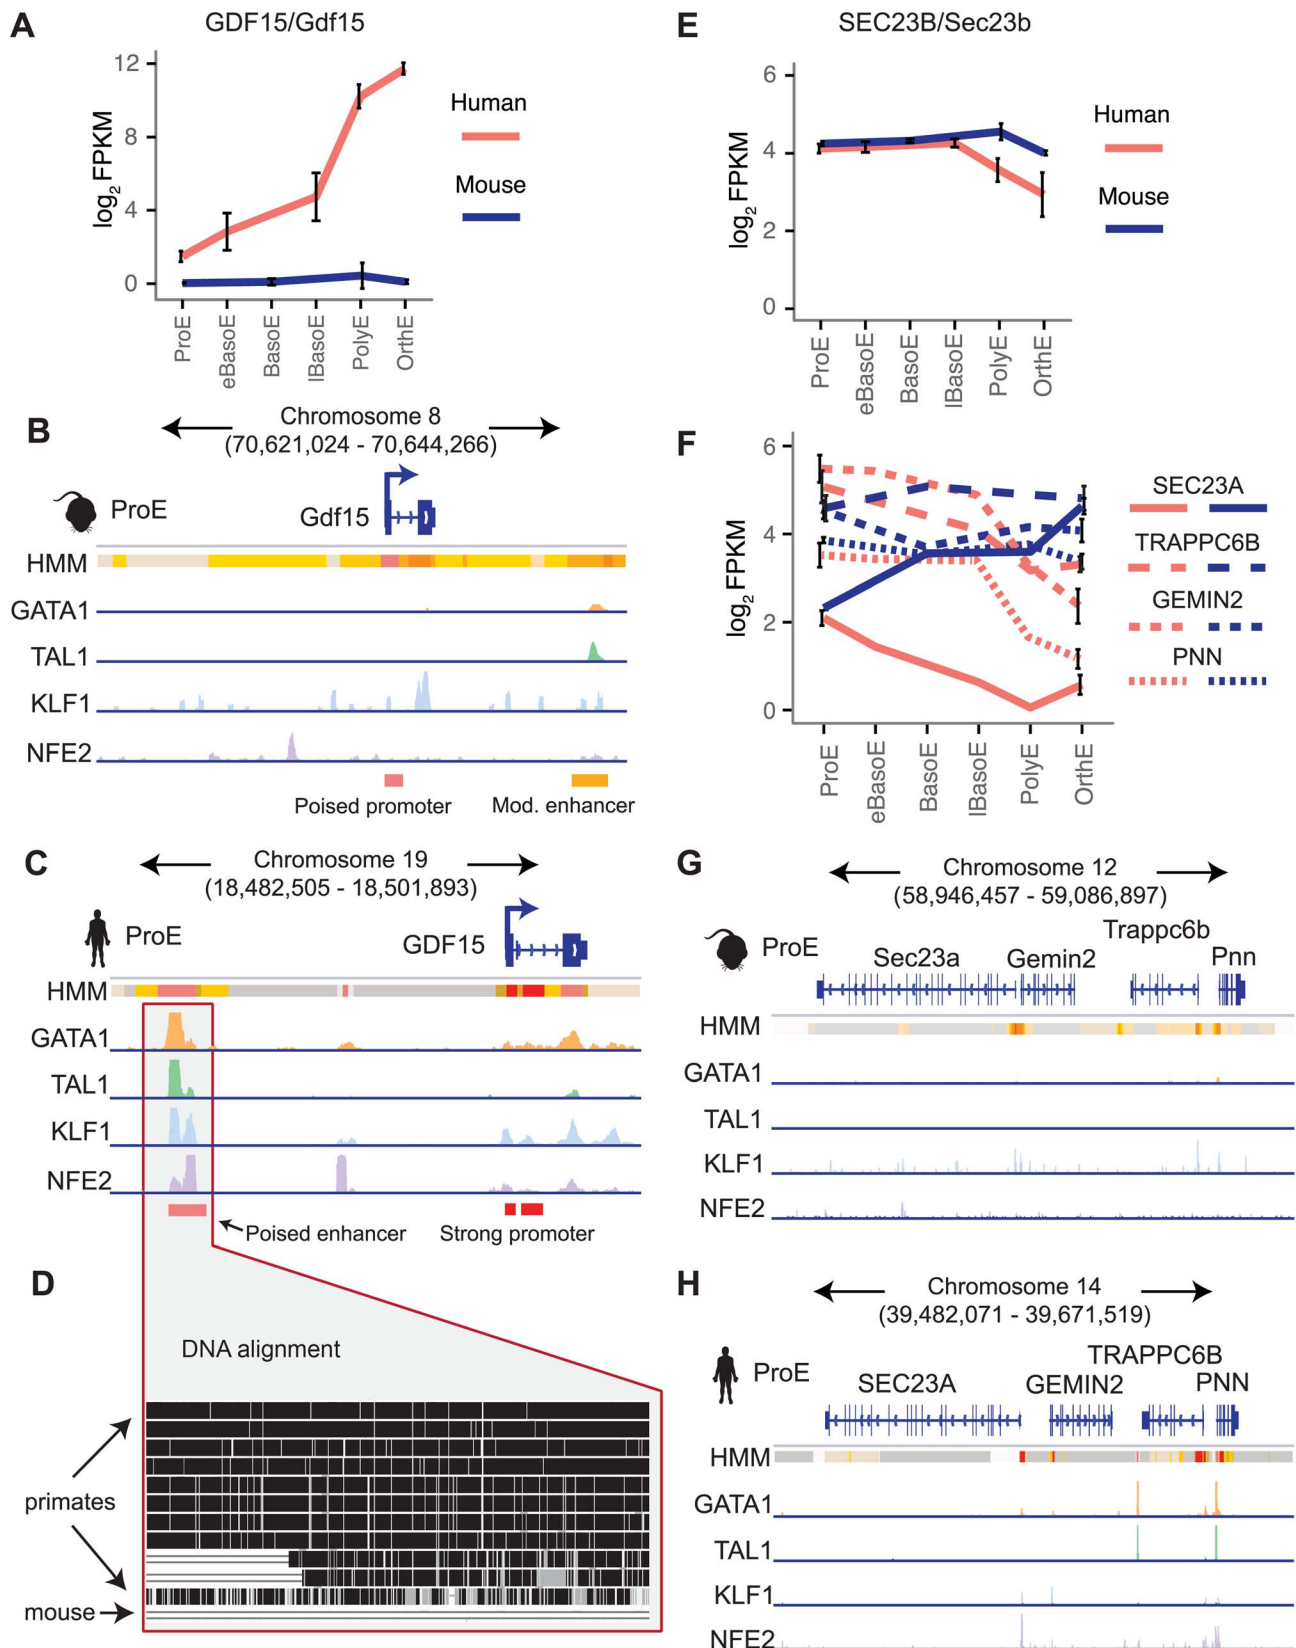 A
GDF15/Gdf15
12
8
4
0
log2 FPKM
Human
Mouse
ProE
eBasoE
BasoE
lBasoE
PolyE
OrthE
B
Chromosome 8
(70,621,024 - 70,644,266)
ProE
Gdf15
HMM
GATA1
TAL1
KLF1
NFE2
Poised promoter
Mod. enhancer
C
Chromosome 19
(18,482,505 - 18,501,893)
ProE
GDF15
HMM
GATA1
TAL1
KLF1
NFE2
Poised enhancer
Strong promoter
D
DNA alignment
primates
mouse
E
SEC23B/Sec23b
6
4
2
0
log2 FPKM
Human
Mouse
ProE
eBasoE
BasoE
lBasoE
PolyE
OrthE
F
6
4
2
0
log2 FPKM
SEC23A
TRAPPC6B
GEMIN2
PNN
ProE
eBasoE
BasoE
lBasoE
PolyE
OrthE
G
Chromosome 12
(58,946,457 - 59,086,897)
ProE
Trappc6b
Sec23a
Gemin2
Pnn
HMM
GATA1
TAL1
KLF1
NFE2
H
Chromosome 14
(39,482,071 - 39,671,519)
ProE
TRAPPC6B
SEC23A
GEMIN2
PNN
HMM
GATA1
TAL1
KLF1
NFE2